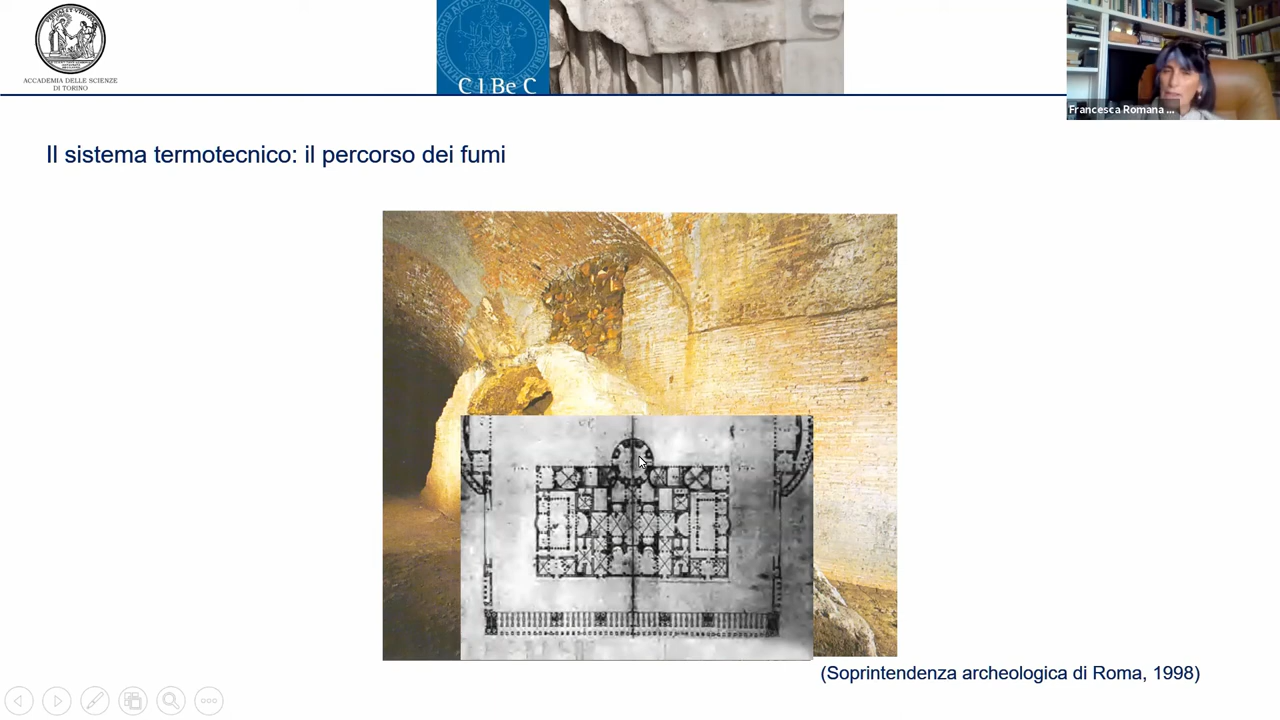 ACCADEMIA DELLE SCIENZE
DI TORINO
C l Be C
Francesca Romana ...
Il sistema termotecnico: il percorso dei fumi
(Soprintendenza archeologica di Roma, 1998)